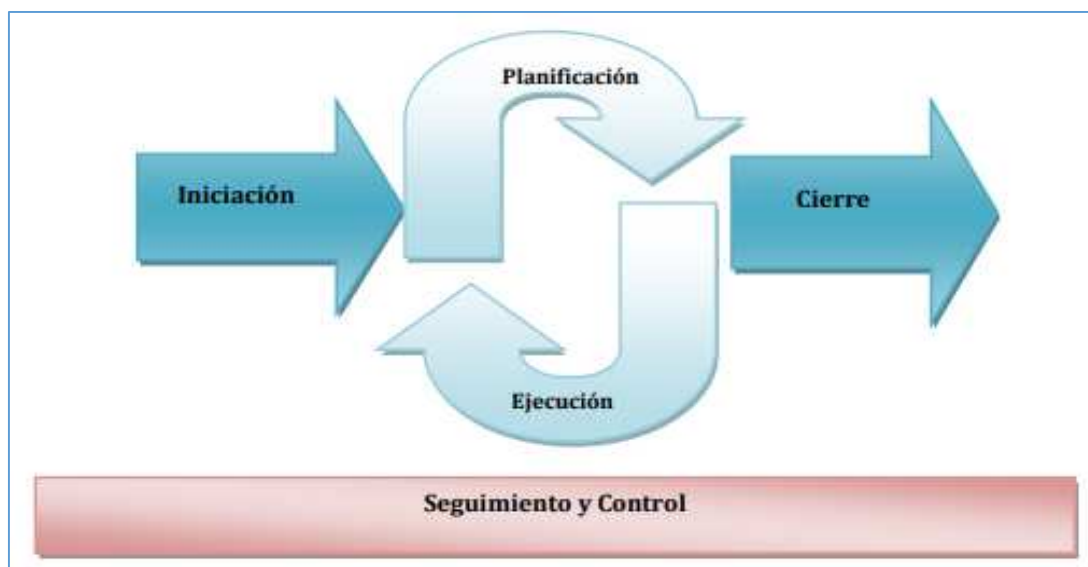 Planificación
Iniciación
Cierre
Ejecución
Seguimiento y Control